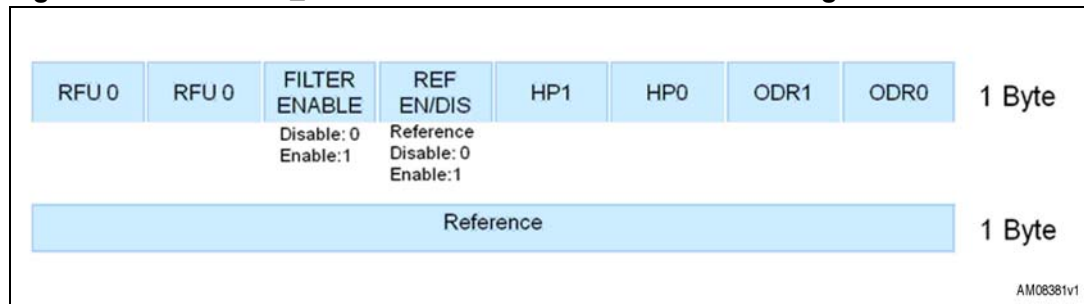 RFU 0 RFU 0 FILTER ENABLE REF EN/DIS HP1 HP0 ODR1 ODR0 1 Byte
Disable: 0 Reference
Enable:1 Disable: 0
Enable:1
Reference 1 Byte
AM08381v1